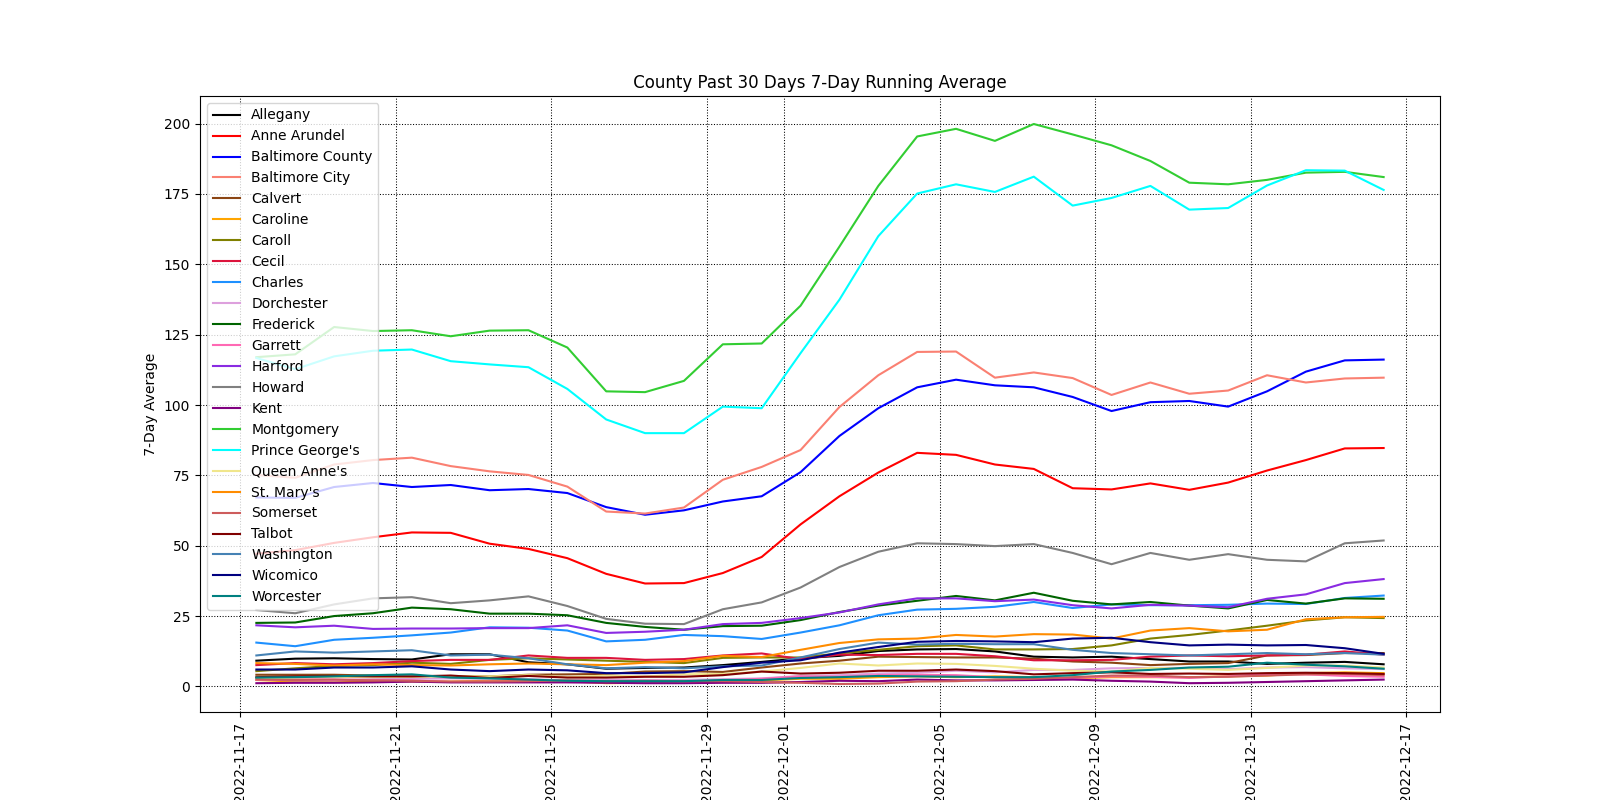 County Past 30 Days 7-Day Running Average
7-Day Average
200
175
150
125
100
75
50
25
0
Allegany
Anne Arundel
Baltimore County
Baltimore City
Calvert
Caroline
Caroll
Cecil
Charles
Dorchester
Frederick
Garrett
Harford
Howard
Kent
Montgomery
Prince George's
Queen Anne's
St. Mary's
Somerset
Talbot
Washington
Wicomico
Worcester
2022-11-17
2022-11-21
2022-11-25
2022-11-29
2022-12-01
2022-12-05
2022-12-09
2022-12-13
2022-12-17